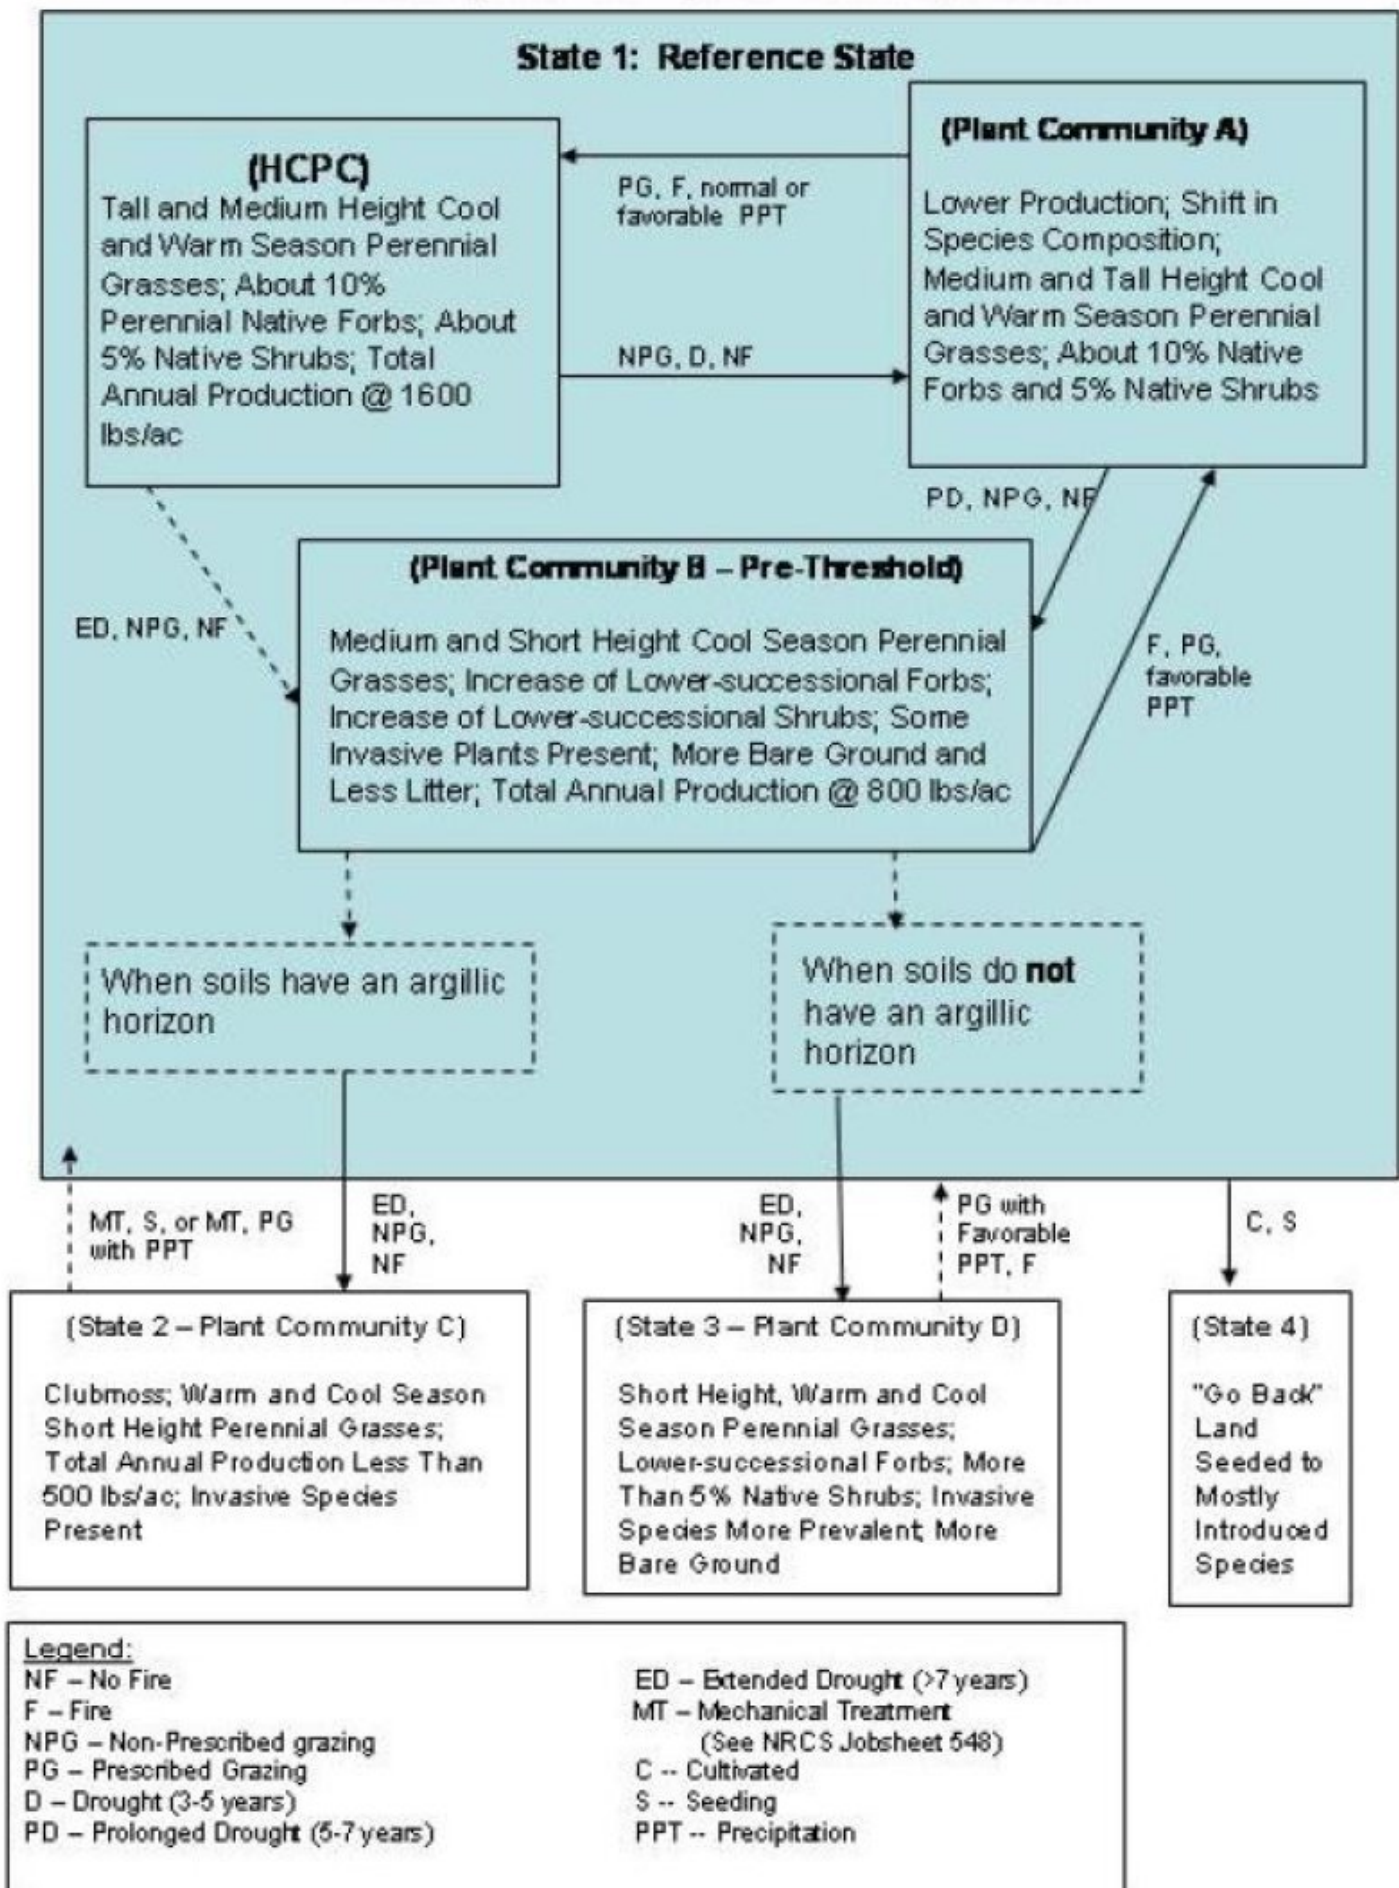 State 1: Reference State
(HCPC)
Tall and Medium Height Cool
and Warm Season Perennial
Grasses; About 10%
Perennial Native Forbs; About
5% Native Shrubs; Total
Annual Production @ 1600
lbs/ac
PG, F, normal or
favorable PPT
NPG, D, NF
(Plant Community A)
Lower Production; Shift in
Species Composition;
Medium and Tall Height Cool
and Warm Season Perennial
Grasses; About 10% Native
Forbs and 5% Native Shrubs
PD, NPG, NF
ED, NPG, NF
(Plant Community B – Pre-Threshold)
Medium and Short Height Cool Season Perennial
Grasses; Increase of Lower-successional Forbs;
Increase of Lower-successional Shrubs; Some
Invasive Plants Present; More Bare Ground and
Less Litter; Total Annual Production @ 800 lbs/ac
F, PG,
favorable
PPT
When soils have an argillic
horizon
When soils do not
have an argillic
horizon
MT, S, or MT, PG
with PPT
ED,
NPG,
NF
ED,
NPG,
NF
PG with
Favorable
PPT, F
C, S
(State 2 – Plant Community C)
Clubmoss; Warm and Cool Season
Short Height Perennial Grasses;
Total Annual Production Less Than
500 lbs/ac; Invasive Species
Present
(State 3 – Plant Community D)
Short Height, Warm and Cool
Season Perennial Grasses;
Lower-successional Forbs; More
Than 5% Native Shrubs; Invasive
Species More Prevalent; More
Bare Ground
(State 4)
"Go Back"
Land
Seeded to
Mostly
Introduced
Species
Legend:
NF – No Fire
F – Fire
NPG – Non-Prescribed grazing
PG – Prescribed Grazing
D – Drought (3-5 years)
PD – Prolonged Drought (5-7 years)
ED – Extended Drought (>7 years)
MT – Mechanical Treatment
(See NRCS Jobsheet 548)
C -- Cultivated
S -- Seeding
PPT -- Precipitation